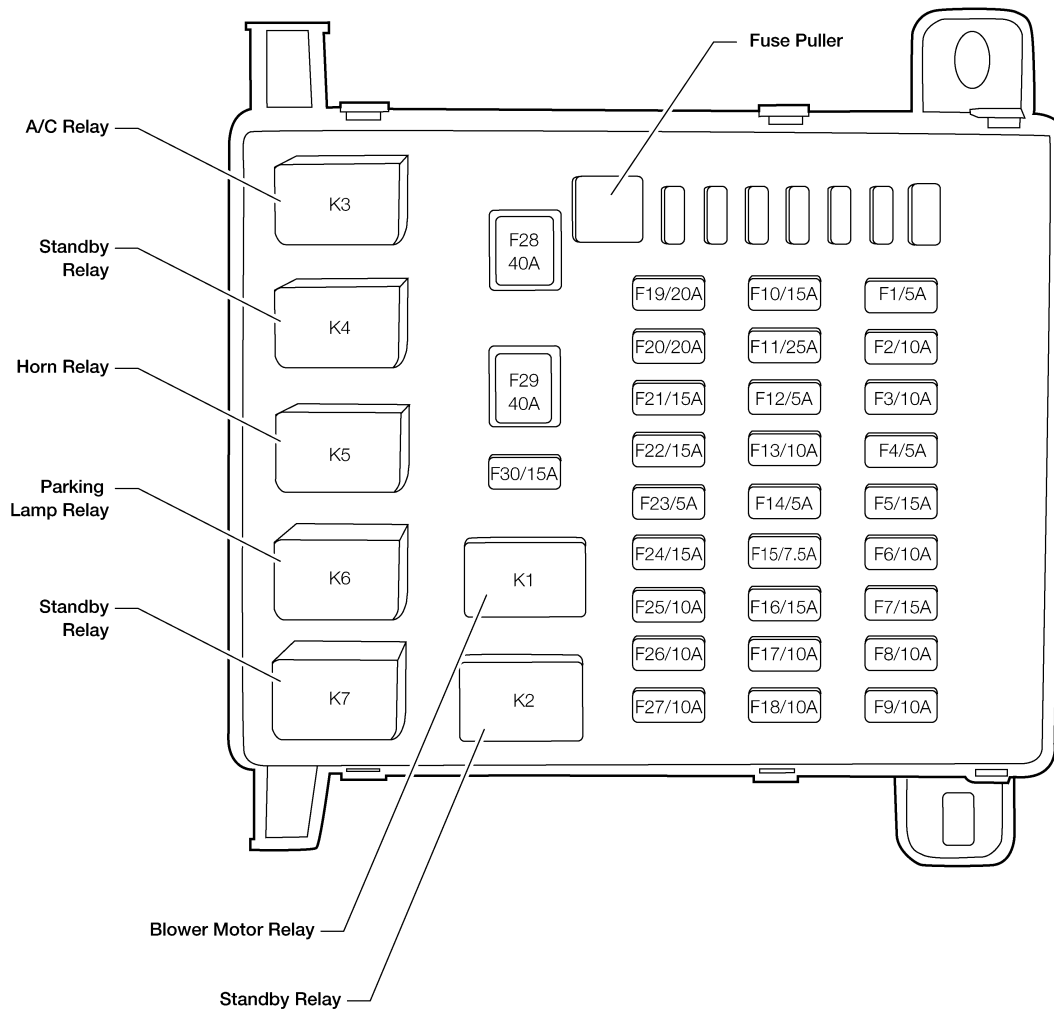 Fuse Puller
A/C Relay
K3
F28
40A
Standby
Relay
K4
F19/20A F10/15A F1/5A
F20/20A F11/25A F2/10A
Horn Relay
F29
40A
F21/15A F12/5A F3/10A
K5
F22/15A F13/10A F4/5A
F30/15A
Parking
Lamp Relay
F23/5A F14/5A F5/15A
K6
K1
F24/15A F15/7.5A F6/10A
Standby
Relay
F25/10A F16/15A F7/15A
F26/10A F17/10A F8/10A
K7
K2
F27/10A F18/10A F9/10A
Blower Motor Relay
Standby Relay